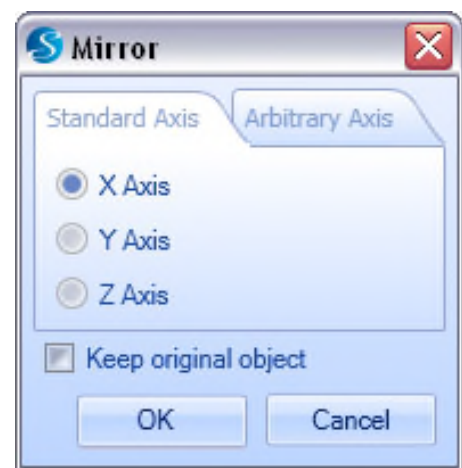 Mirror
Standard Axis Arbitrary Axis
X Axis
Y Axis
Z Axis
Keep original object
OK Cancel